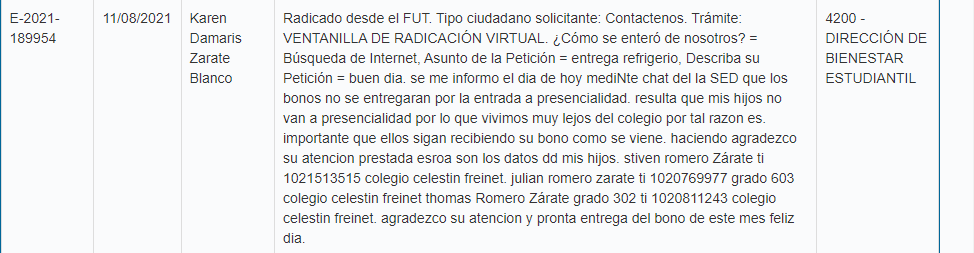 E-2021-
189954
11/08/2021
Karen
Damaris
Zarate
Blanco
Radicado desde el FUT. Tipo ciudadano solicitante: Contactenos. Trámite:
VENTANILLA DE RADICACIÓN VIRTUAL. ¿Cómo se enteró de nosotros? =
Búsqueda de Internet, Asunto de la Petición = entrega refrigerio, Describa su
Petición = buen dia. se me informo el dia de hoy mediNte chat del la SED que los
bonos no se entregaran por la entrada a presencialidad. resulta que mis hijos no
van a presencialidad por lo que vivimos muy lejos del colegio por tal razon es.
importante que ellos sigan recibiendo su bono como se viene. haciendo agradezco
su atencion prestada esroa son los datos dd mis hijos. stiven romero Zárate ti
1021513515 colegio celestin freinet. julian romero zarate ti 1020769977 grado 603
colegio celestin freinet thomas Romero Zárate grado 302 ti 1020811243 colegio
celestin freinet. agradezco su atencion y pronta entrega del bono de este mes feliz
dia.
4200 -
DIRECCIÓN DE
BIENESTAR
ESTUDIANTIL